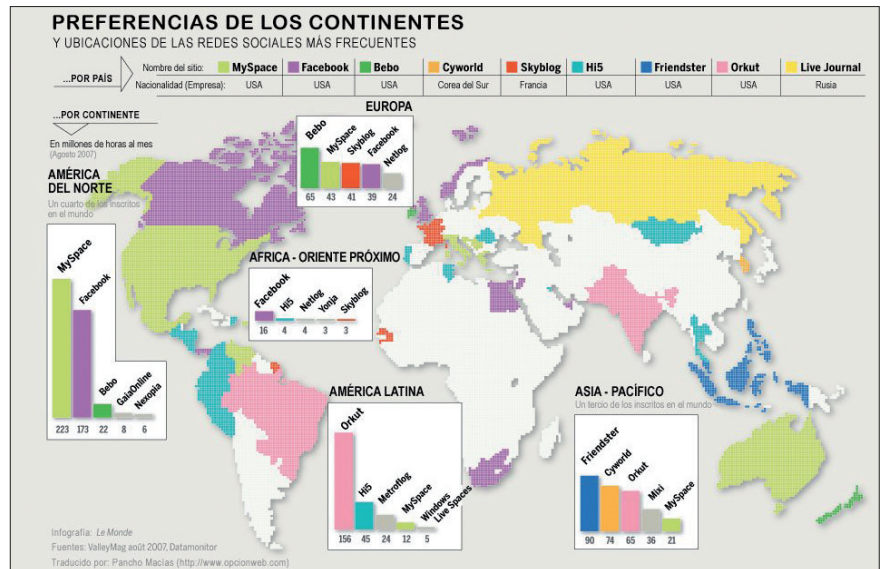 PREFERENCIAS DE LOS CONTINENTES
Y UBICACIONES DE LAS REDES SOCIALES MÁS FRECUENTES
...POR PAÍS
Nombre del sitio: MySpace Facebook Bebo Cyworld Skyblog Hi5 Friendster Orkut Live Journal
Nacionalidad (Empresa): USA USA USA Corea del Sur Francia USA USA USA Rusia
...POR CONTINENTE
En millones de horas al mes
(Agosto 2007)
AMÉRICA
DEL NORTE
Un cuarto de los inscritos
en el mundo
MySpace
Facebook
Bebo
GaiaOnline
Nexopia
223 173 22 8 6
EUROPA
Bebo
MySpace
Skyblog
Facebook
Netlog
65 43 41 39 24
AFRICA - ORIENTE PRÓXIMO
Facebook
Hi5
Netlog
Yonja
Skyblog
16 4 4 3 3
AMÉRICA LATINA
Orkut
Hi5
Metroflog
MySpace
Windows
Live Spaces
156 45 24 12 5
ASIA - PACÍFICO
Un tercio de los inscritos en el mundo
Friendster
Cyworld
Orkut
Mixi
MySpace
90 74 65 36 21
Infografía: Le Monde
Fuentes: ValleyMag août 2007, Datamonitor
Traducido por: Pancho Macías (http://www.opcionweb.com)